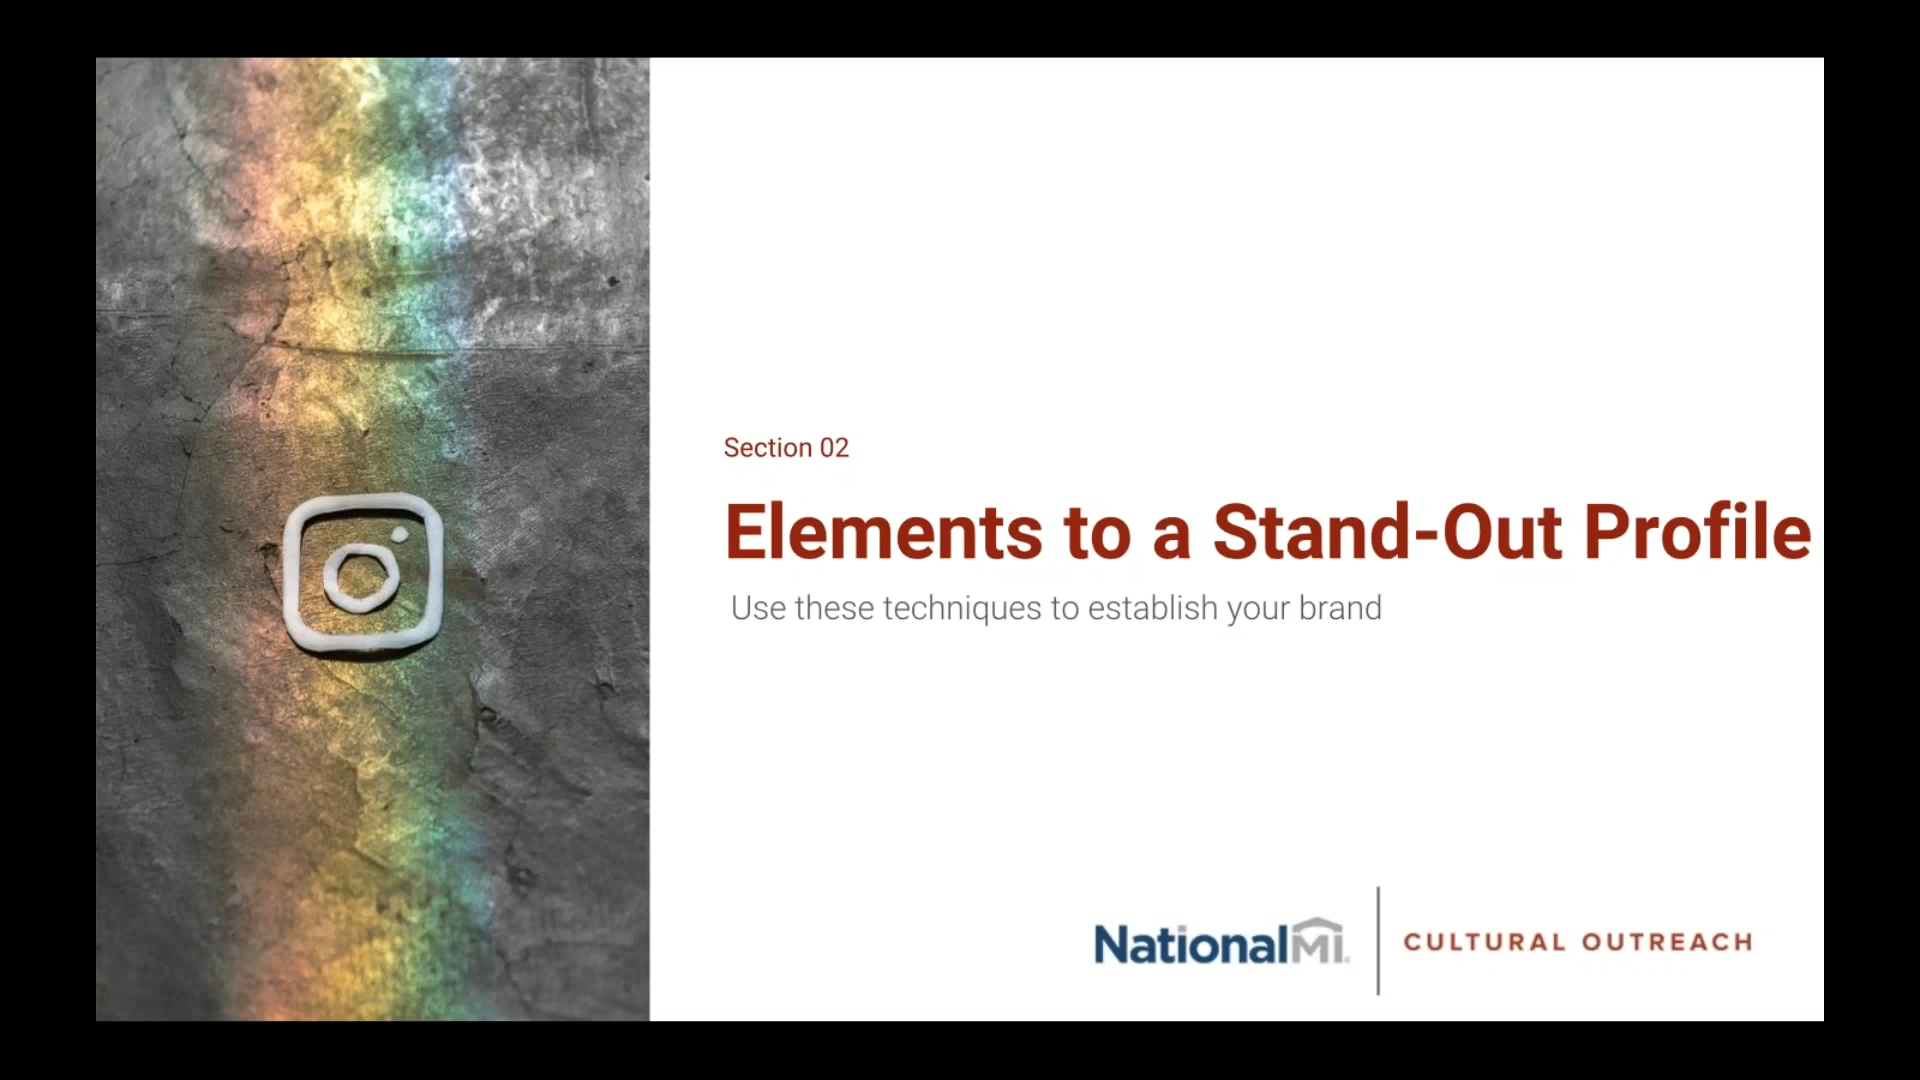 Section 02
Elements to a Stand-Out Profile
Use these techniques to establish your brand
NationalMI
CULTURAL OUTREACH